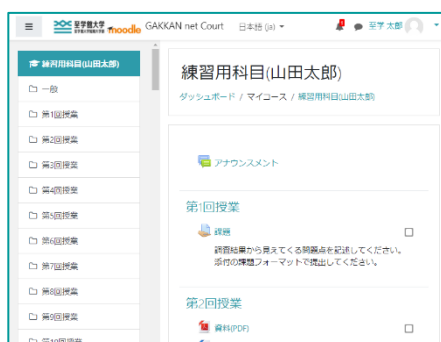 至学館大学 moodle GAKKAN net Court 日本語 (ja) 至学 太郎
練習用科目(山田太郎)
一般
第1回授業
第2回授業
第3回授業
第4回授業
第5回授業
第6回授業
第7回授業
第8回授業
第9回授業
第10回授業
練習用科目(山田太郎)
ダッシュボード / マイコース / 練習用科目(山田太郎)
アナウンスメント
第1回授業
課題
調査結果から見えてくる問題点を記述してください。
添付の課題フォーマットで提出してください。
第2回授業
資料(PDF)